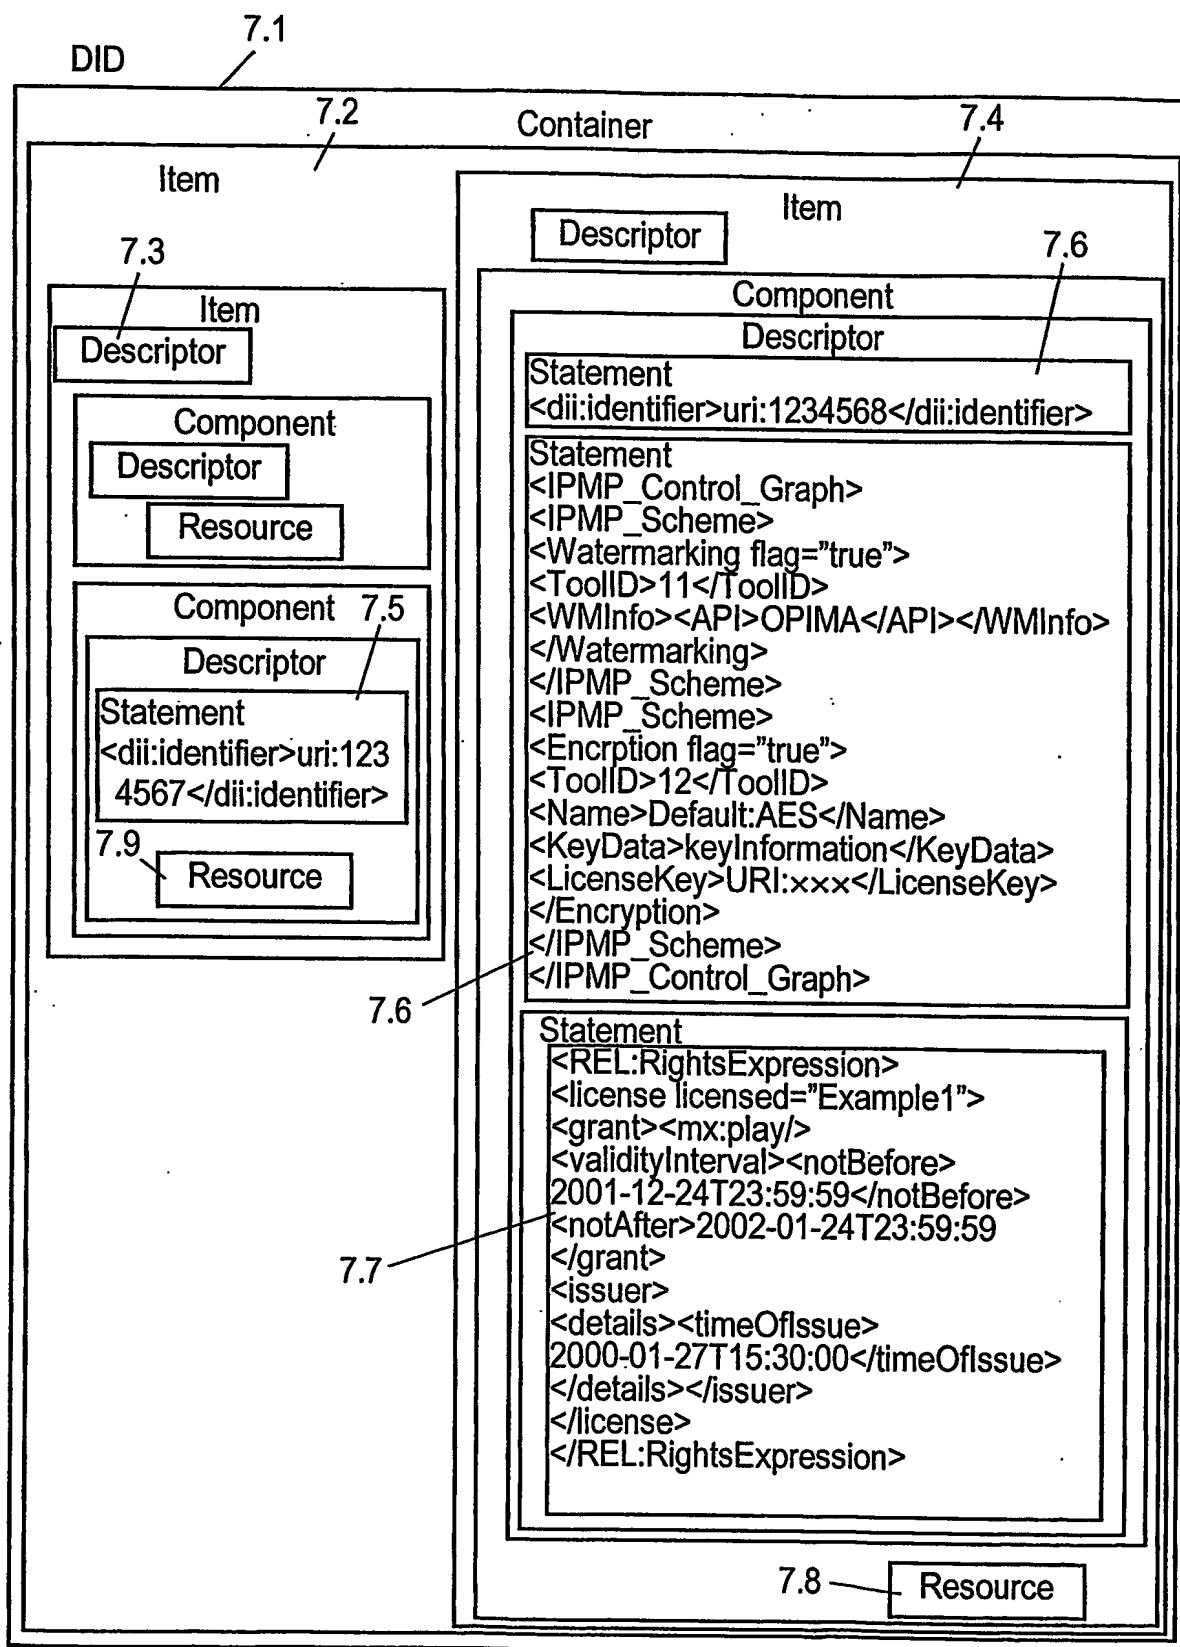 DID
7.1
Container
7.2
7.4
Item
Item
Descriptor
7.6
7.3
Item
Descriptor
Component
Descriptor
Resource
Component
7.5
Descriptor
Statement
<dii:identifier>uri:123
4567</dii:identifier>
7.9
Resource
Component
Descriptor
Statement
<dii:identifier>uri:1234568</dii:identifier>
Statement
<IPMP_Control_Graph>
<IPMP_Scheme>
<Watermarking flag="true">
<ToolID>11</ToolID>
<WMInfo><API>OPIMA</API></WMInfo>
</Watermarking>
</IPMP_Scheme>
<IPMP_Scheme>
<Encrption flag="true">
<ToolID>12</ToolID>
<Name>Default:AES</Name>
<KeyData>keyInformation</KeyData>
<LicenseKey>URI:×××</LicenseKey>
</Encryption>
</IPMP_Scheme>
</IPMP_Control_Graph>
7.6
Statement
<REL:RightsExpression>
<license licensed="Example1">
<grant><mx:play/>
<validityInterval><notBefore>
2001-12-24T23:59:59</notBefore>
<notAfter>2002-01-24T23:59:59
</grant>
<issuer>
<details><timeOfIssue>
2000-01-27T15:30:00</timeOfIssue>
</details></issuer>
</license>
</REL:RightsExpression>
7.7
7.8
Resource